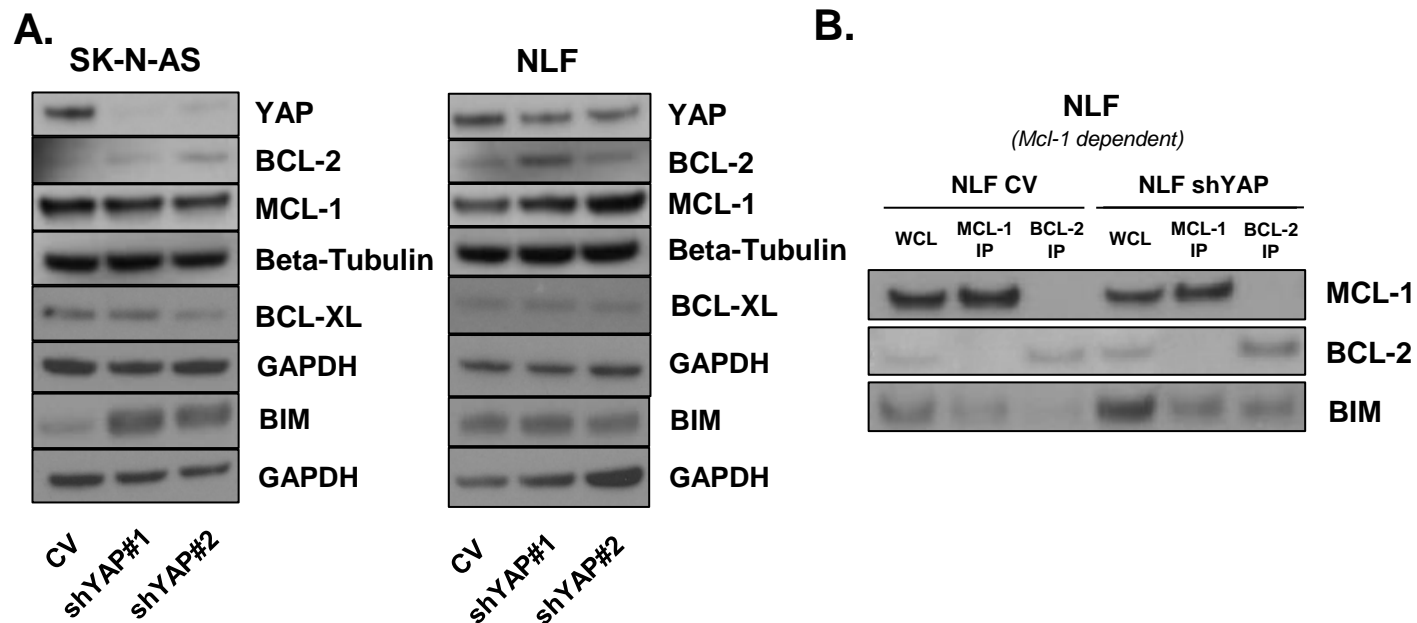 A.
SK-N-AS
YAP
BCL-2
MCL-1
Beta-Tubulin
BCL-XL
GAPDH
BIM
GAPDH
CV
shYAP#1
shYAP#2
NLF
YAP
BCL-2
MCL-1
Beta-Tubulin
BCL-XL
GAPDH
BIM
GAPDH
CV
shYAP#1
shYAP#2
B.
NLF
(Mcl-1 dependent)
NLF CV NLF shYAP
WCL MCL-1 IP BCL-2 IP WCL MCL-1 IP BCL-2 IP
MCL-1
BCL-2
BIM